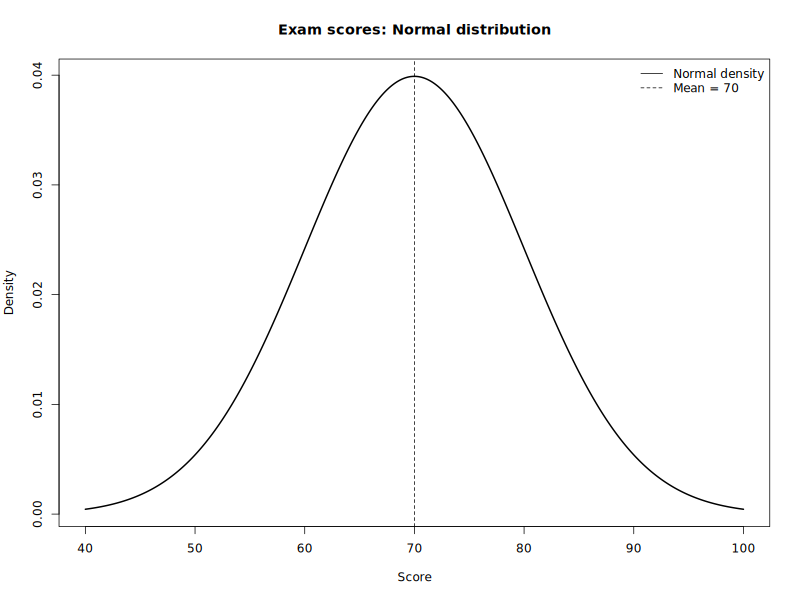 Exam scores: Normal distribution
Normal density
Mean = 70
0.04
0.03
0.02
0.01
0.00
Density
40 50 60 70 80 90 100
Score